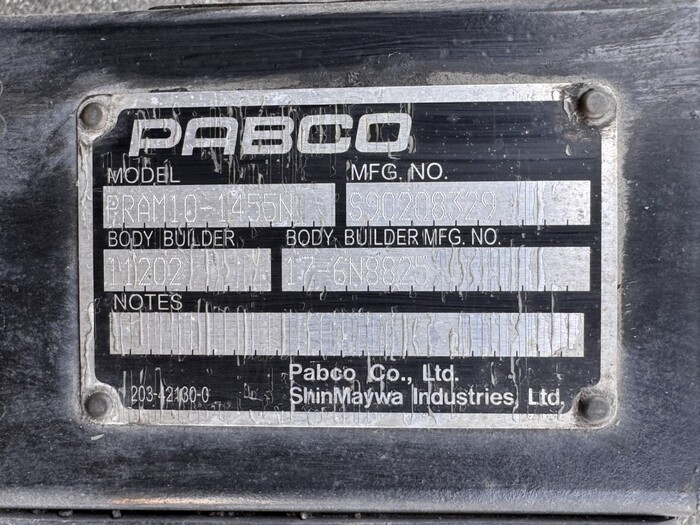 PABCO
MODEL MFG. NO.
PRAM10-1455N S90208329
BODY BUILDER BODY BUILDER MFG. NO.
11202 17-6N8825
NOTES
Pabco Co., Ltd.
203-42130-0 ShinMaywa Industries, Ltd.